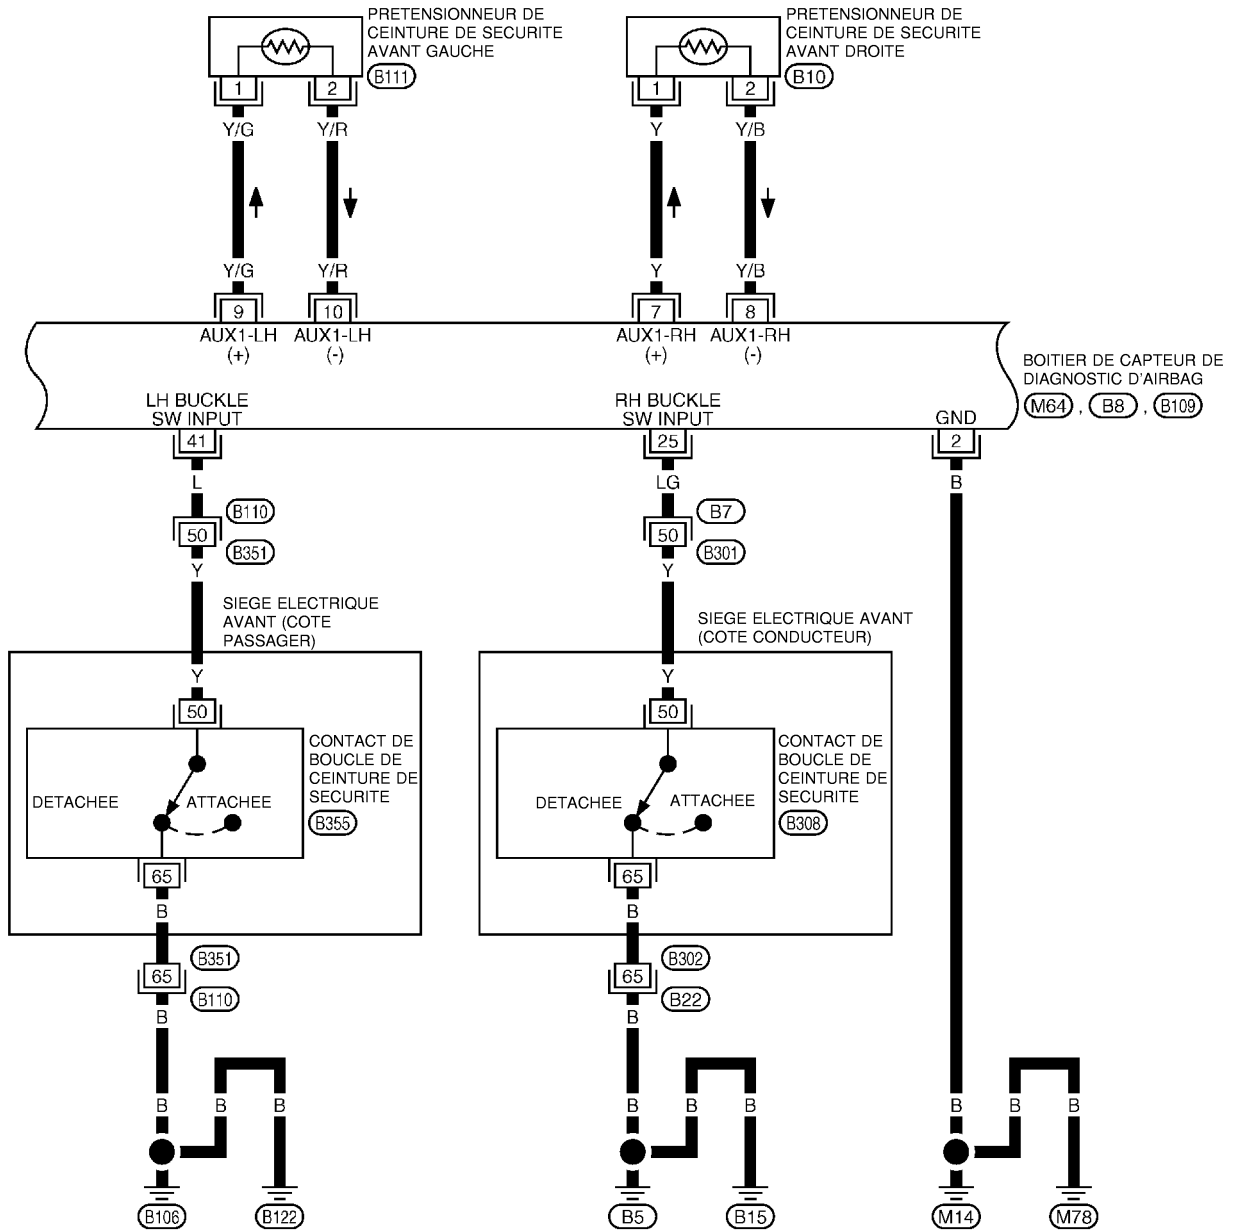 PRETENSIONNEUR DE
CEINTURE DE SECURITE
AVANT GAUCHE
B111
PRETENSIONNEUR DE
CEINTURE DE SECURITE
AVANT DROITE
B10
1 2 1 2
Y/G Y/R Y Y/B
Y/G Y/R Y Y/B
9 10 7 8
AUX1-LH AUX1-LH AUX1-RH AUX1-RH
(+) (-) (+) (-)
BOITIER DE CAPTEUR DE
DIAGNOSTIC D'AIRBAG
M64 , B8 , B109
LH BUCKLE
SW INPUT
RH BUCKLE
SW INPUT
GND
41 25 2
L LG B
B110 B7
50 50
B351 B301
Y Y
SIEGE ELECTRIQUE
AVANT (COTE
PASSAGER)
SIEGE ELECTRIQUE AVANT
(COTE CONDUCTEUR)
Y Y
50 50
CONTACT DE
BOUCLE DE
CEINTURE DE
SECURITE
B355
DETACHEE ATTACHEE
CONTACT DE
BOUCLE DE
CEINTURE DE
SECURITE
B308
DETACHEE ATTACHEE
65 65
B B
B351 B302
65 65
B110 B22
B B
B B B B B B B B B
B106 B122 B5 B15 M14 M78